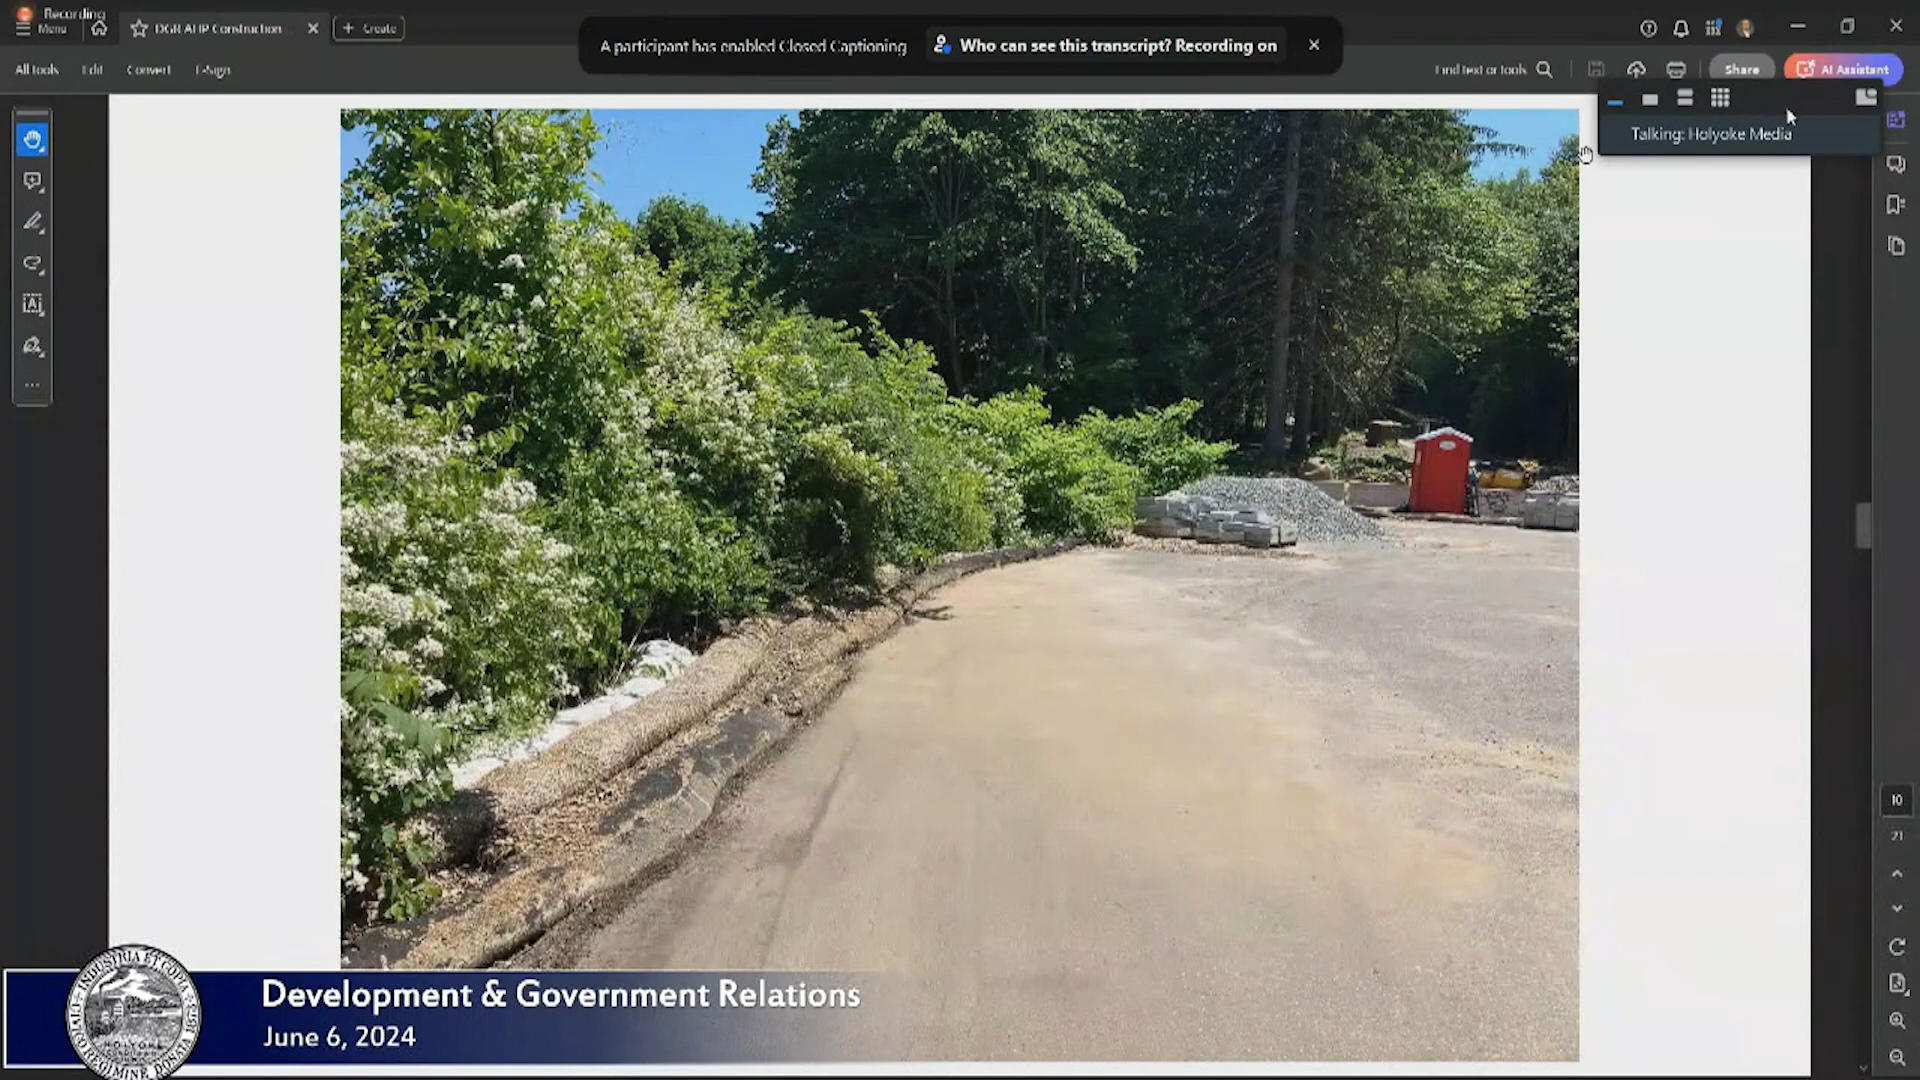 Recording
Menu
DGR AHP Construction
Create
A participant has enabled Closed Captioning
Who can see this transcript? Recording on
All tools
Edit
Convert
E-Sign
Find text or tools
Share
AI Assistant
Talking: Holyoke Media
10
21
Development & Government Relations
June 6, 2024